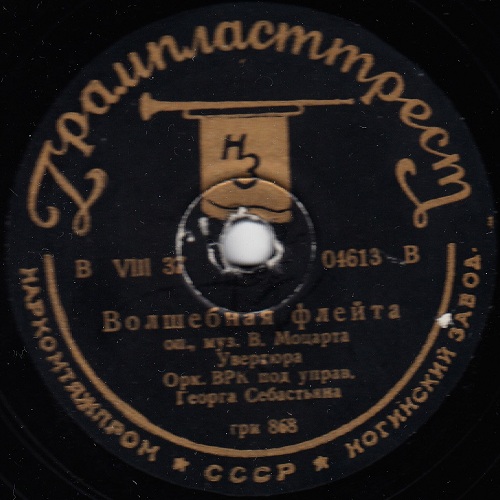 Грампласттрест
НЗ
В VIII 37 04613 В
Волшебная флейта
оп., муз. В. Моцарта
Увертюра
Орк. ВРК под управ.
Георга Себастьяна
гри 868
НАРКОМТЯЖПРОМ ★ СССР ★ НОГИНСКИЙ ЗАВОД.